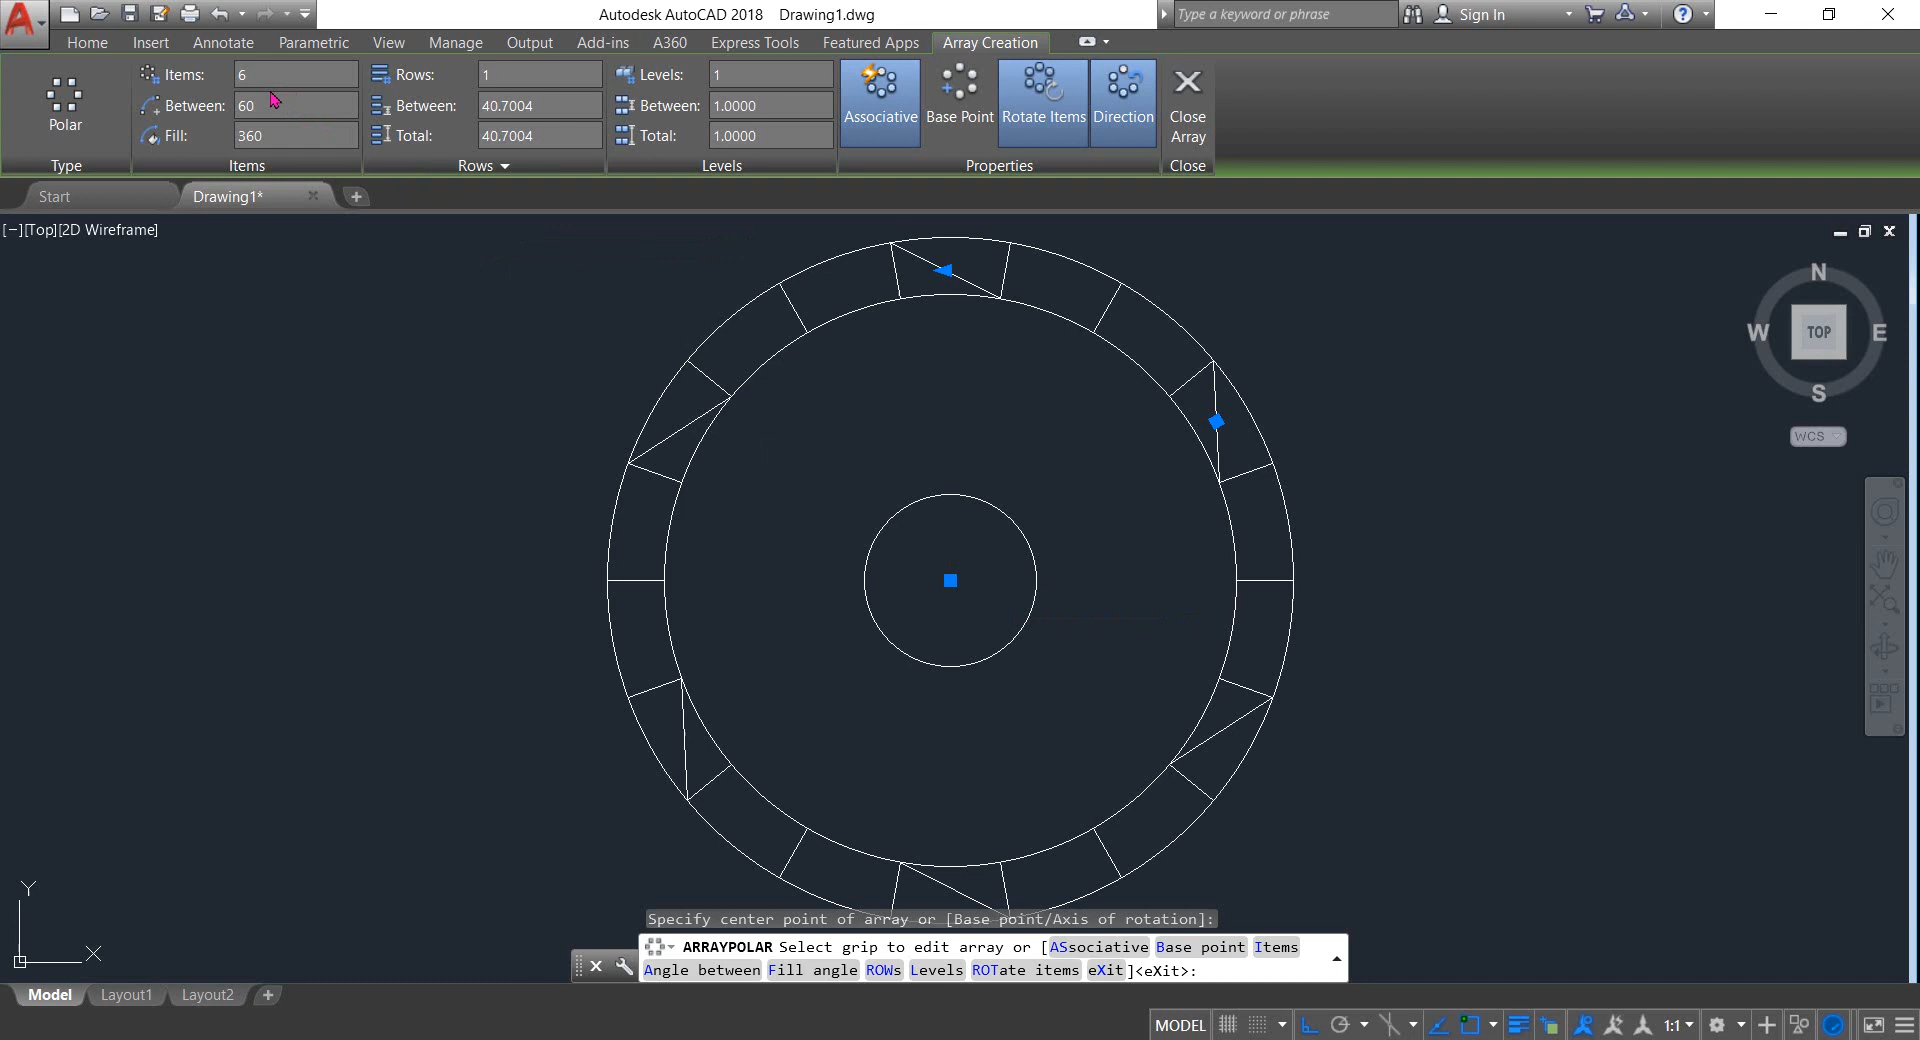 Autodesk AutoCAD 2018 Drawing1.dwg
Type a keyword or phrase
Sign In
Home Insert Annotate Parametric View Manage Output Add-ins A360 Express Tools Featured Apps Array Creation
Polar
Items: 6
Between: 60
Fill: 360
Rows: 1
Between: 40.7004
Total: 40.7004
Levels: 1
Between: 1.0000
Total: 1.0000
Associative
Base Point
Rotate Items
Direction
Close
Array
Type Items Rows Levels Properties Close
Start Drawing1*
[−][Top][2D Wireframe]
N
W TOP E
S
WCS
Y
X
Specify center point of array or [Base point/Axis of rotation]:
ARRAYPOLAR Select grip to edit array or [ASsociative Base point Items
Angle between Fill angle ROWs Levels ROTate items eXit]<eXit>:
Model Layout1 Layout2
MODEL 1:1